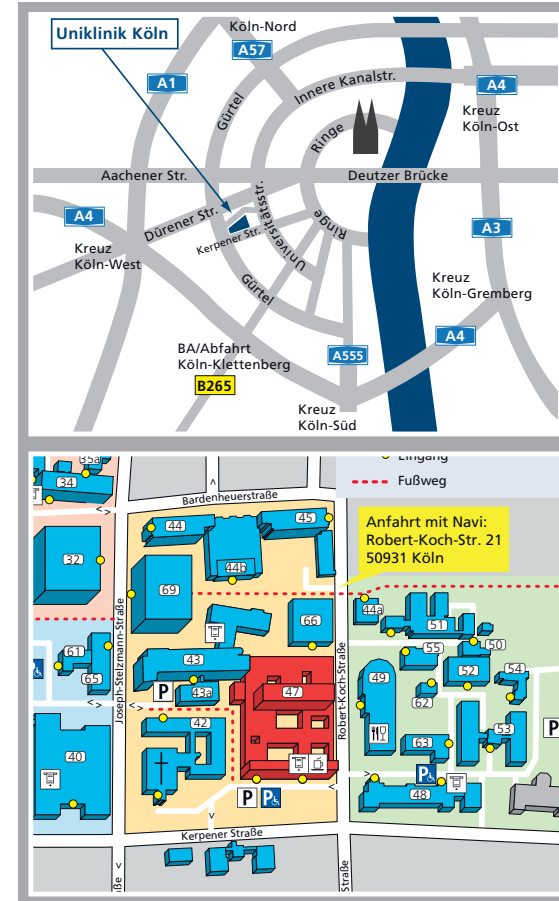 Uniklinik Köln
Köln-Nord
A57
A1
Innere Kanalstr.
A4
Gürtel
Ringe
Kreuz
Köln-Ost
Aachener Str.
Deutzer Brücke
A4
Dürener Str.
Universitätsstr.
Kerpener Str.
Ringe
A3
Kreuz
Köln-West
Gürtel
Kreuz
Köln-Gremberg
A4
BA/Abfahrt
Köln-Klettenberg
A555
B265
Kreuz
Köln-Süd
Eingang
Fußweg
35a
34
Bardenheuerstraße
Anfahrt mit Navi:
Robert-Koch-Str. 21
50931 Köln
44
45
44b
32
69
66
44a
51
50
55
52
54
61
65
43
43a
47
49
62
53
Joseph-Stelzmann-Straße
Robert-Koch-Straße
P
42
63
P
40
P
P
P
48
Kerpener Straße
Straße